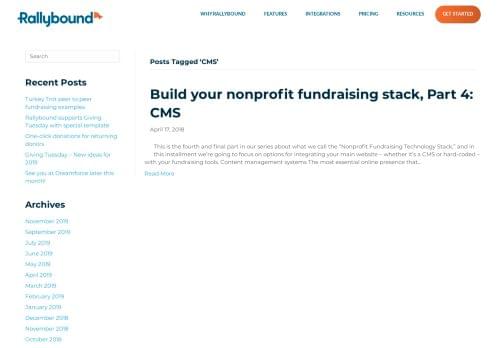 Rallybound
WHY RALLYBOUND
FEATURES
INTEGRATIONS
PRICING
RESOURCES
GET STARTED
Search
Recent Posts
Turkey Trot peer to peer
fundraising examples
Rallybound supports Giving
Tuesday with special template
One-click donations for returning
donors
Giving Tuesday – New ideas for
2019
See you at Dreamforce later this
month!
Archives
November 2019
September 2019
July 2019
June 2019
May 2019
April 2019
March 2019
February 2019
January 2019
December 2018
November 2018
October 2018
Posts Tagged ‘CMS’
Build your nonprofit fundraising stack, Part 4:
CMS
April 17, 2018
This is the fourth and final part in our series about what we call the “Nonprofit Fundraising Technology Stack,” and in
this installment we’re going to focus on options for integrating your main website – whether it’s a CMS or hard-coded –
with your fundraising tools. Content management systems The most essential online presence that...
Read More